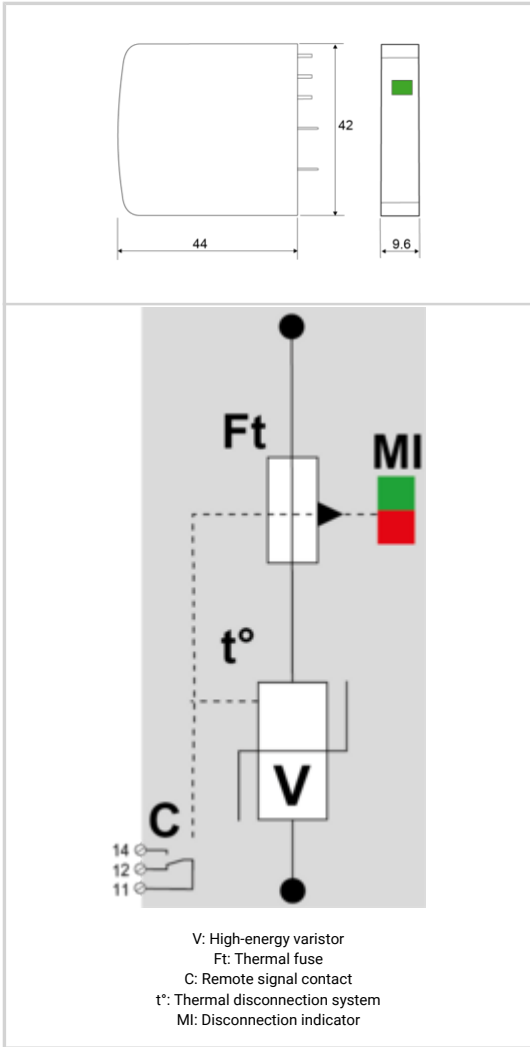 42
44
9.6
Ft
MI
t°
V
C
14
12
11
V: High-energy varistor
Ft: Thermal fuse
C: Remote signal contact
t°: Thermal disconnection system
MI: Disconnection indicator